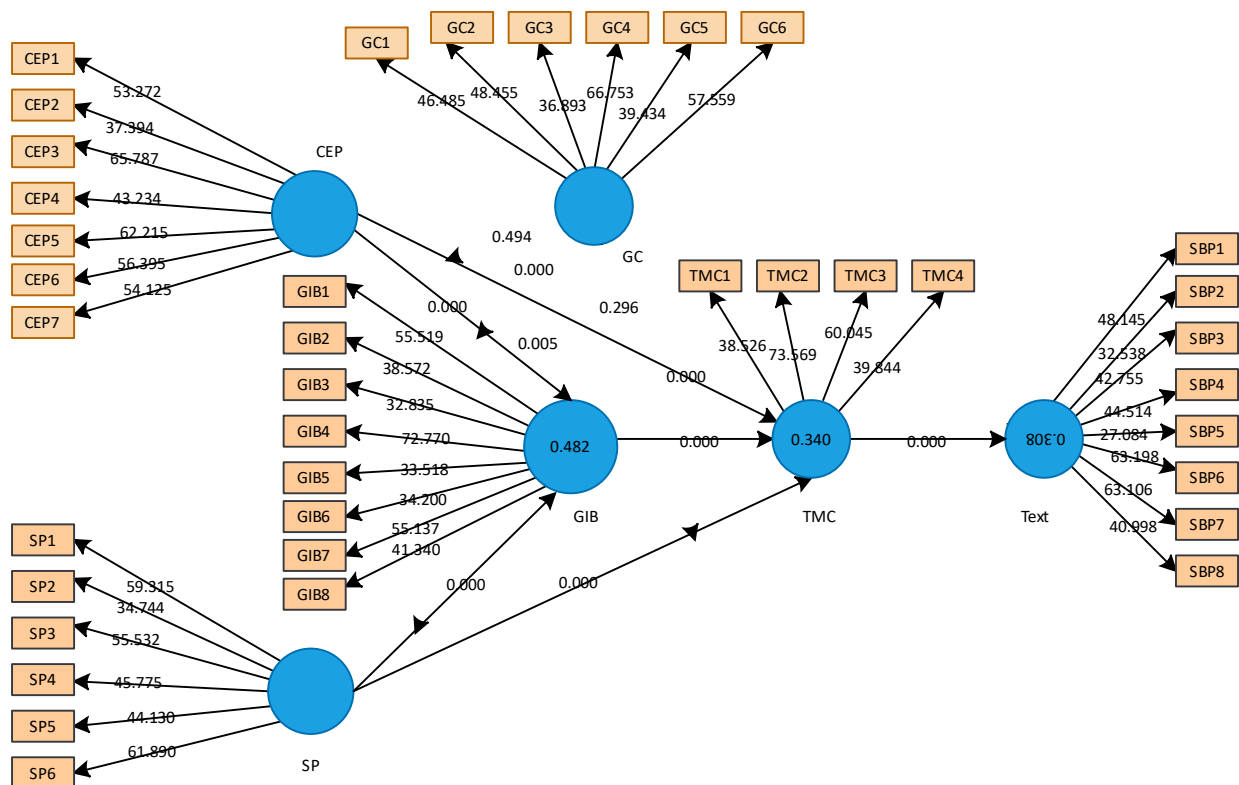 GC1
GC2
GC3
GC4
GC5
GC6
46.485
48.455
36.893
66.753
39.434
57.559
GC
CEP1
CEP2
CEP3
CEP4
CEP5
CEP6
CEP7
53.272
37.394
65.787
43.234
62.215
56.395
54.125
CEP
0.494
0.000
0.296
0.000
0.000
0.005
TMC1
TMC2
TMC3
TMC4
38.526
73.569
60.045
39.844
GIB1
GIB2
GIB3
GIB4
GIB5
GIB6
GIB7
GIB8
55.519
38.572
32.835
72.770
33.518
34.200
55.137
41.340
0.482
GIB
0.000
0.340
TMC
0.000
0.308
Text
SBP1
SBP2
SBP3
SBP4
SBP5
SBP6
SBP7
SBP8
48.145
32.538
42.755
44.514
27.084
63.198
63.106
40.998
0.000
0.000
SP1
SP2
SP3
SP4
SP5
SP6
59.315
34.744
55.532
45.775
44.130
61.890
SP